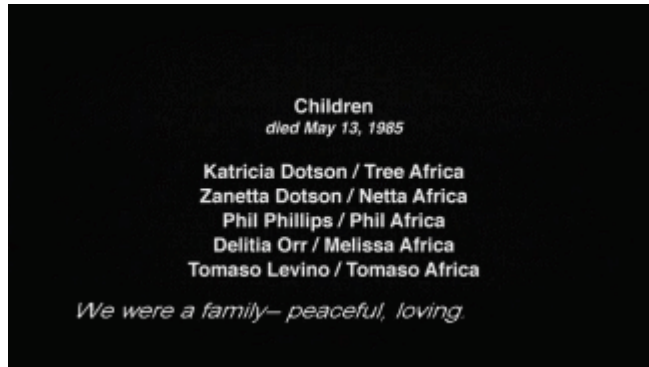 Children
died May 13, 1985
Katricia Dotson / Tree Africa
Zanetta Dotson / Netta Africa
Phil Phillips / Phil Africa
Delitia Orr / Melissa Africa
Tomaso Levino / Tomaso Africa
We were a family– peaceful, loving.